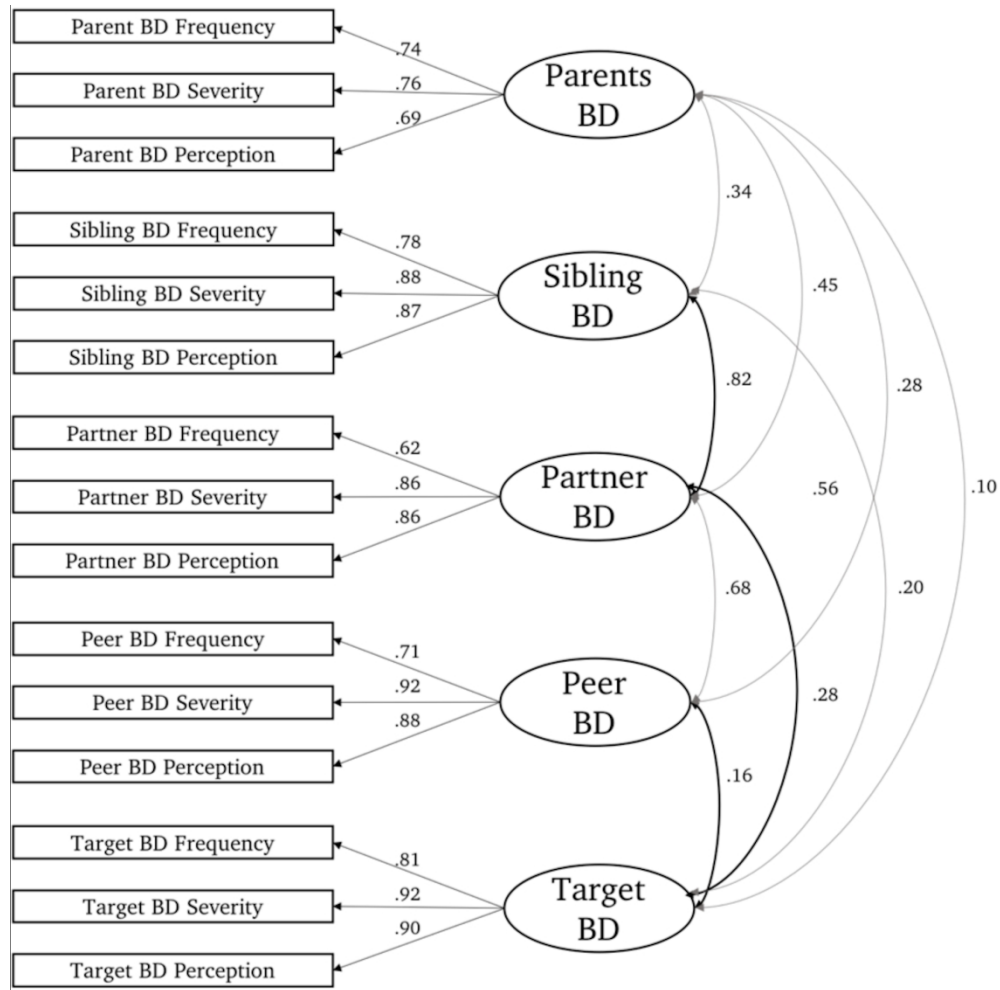 Parent BD Frequency
.74
Parents
BD
Parent BD Severity
.76
.69
Parent BD Perception
.34
Sibling BD Frequency
.78
Sibling
BD
Sibling BD Severity
.88
.87
.45
Sibling BD Perception
.82
.28
Partner BD Frequency
.62
Partner
BD
Partner BD Severity
.86
.86
.56
.10
Partner BD Perception
.68
.20
Peer BD Frequency
.71
Peer
BD
Peer BD Severity
.92
.88
.28
Peer BD Perception
.16
Target BD Frequency
.81
Target
BD
Target BD Severity
.92
.90
Target BD Perception